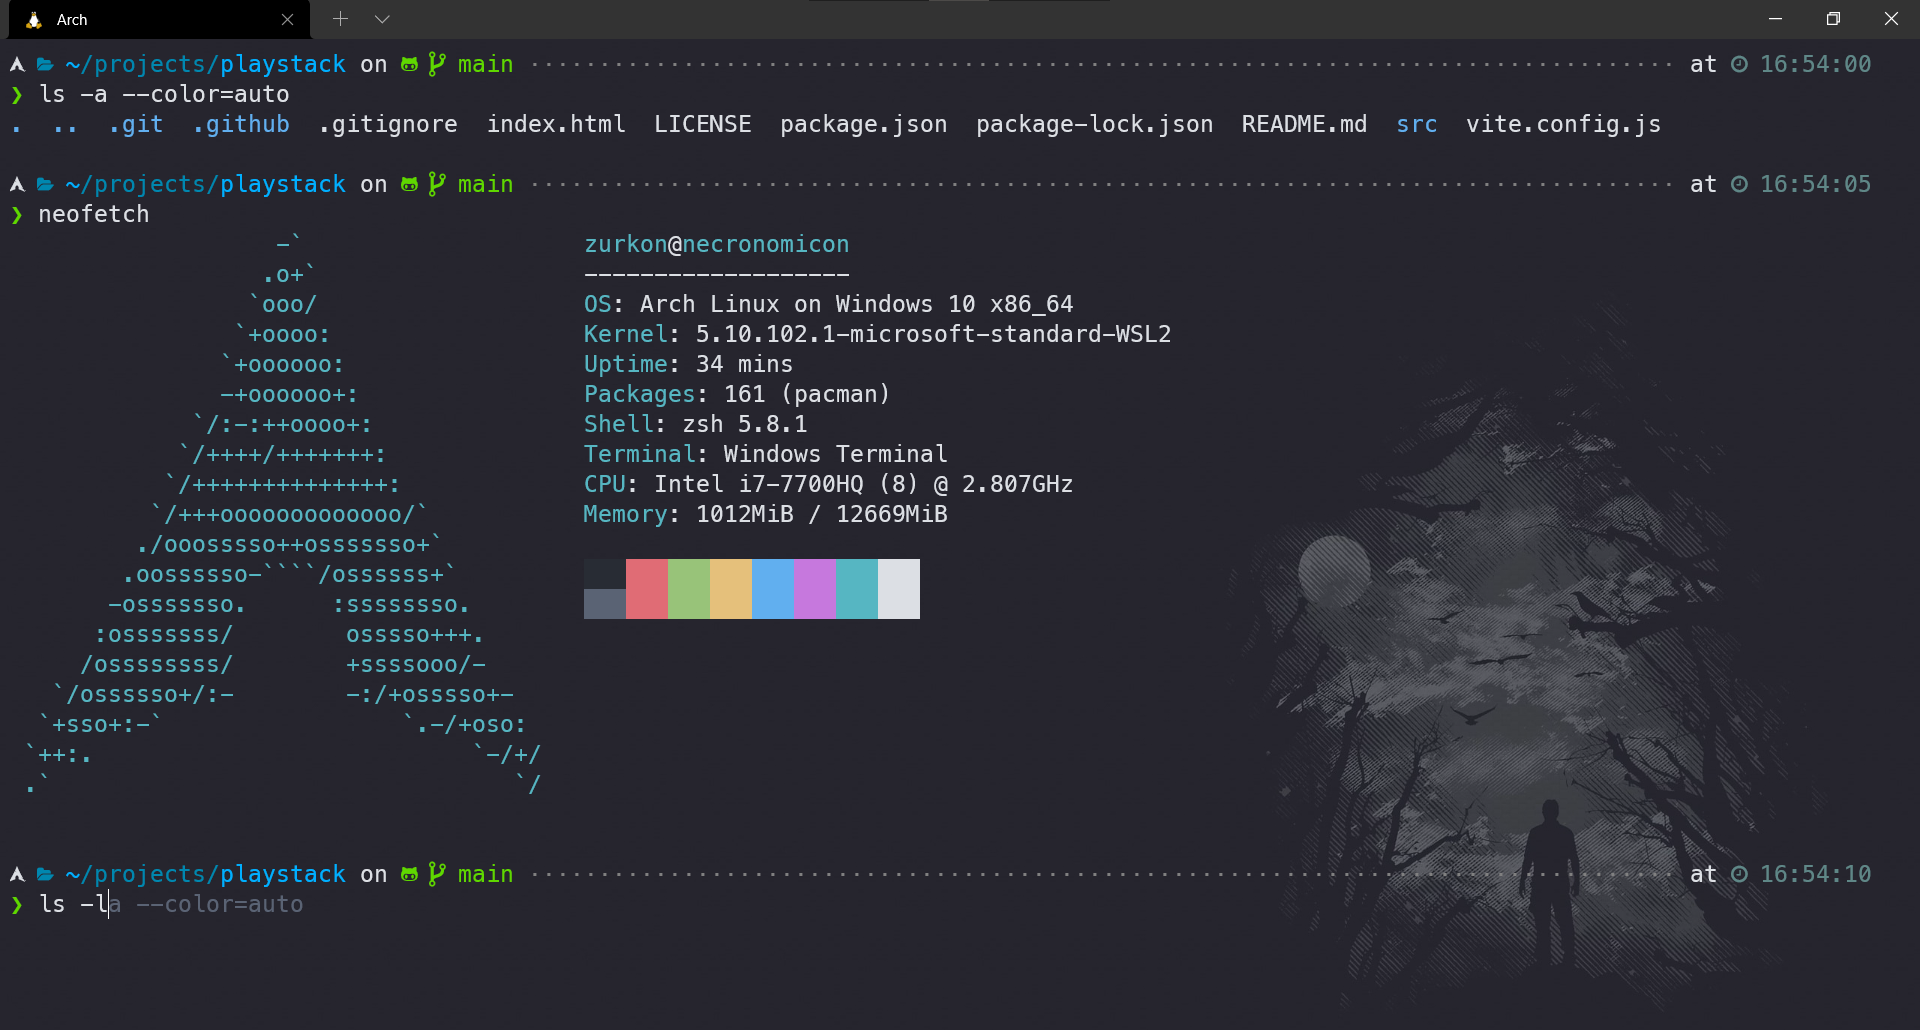 Arch
~/projects/playstack on main ·································································· at 16:54:00
❯ ls -a --color=auto
.  ..  .git  .github  .gitignore  index.html  LICENSE  package.json  package-lock.json  README.md  src  vite.config.js
~/projects/playstack on main ·································································· at 16:54:05
❯ neofetch
-`                    zurkon@necronomicon
.o+`                   -------------------
`ooo/                   OS: Arch Linux on Windows 10 x86_64
`+oooo:                  Kernel: 5.10.102.1-microsoft-standard-WSL2
`+oooooo:                 Uptime: 34 mins
-+oooooo+:                Packages: 161 (pacman)
`/:-:++oooo+:               Shell: zsh 5.8.1
`/++++/+++++++:              Terminal: Windows Terminal
`/++++++++++++++:             CPU: Intel i7-7700HQ (8) @ 2.807GHz
`/+++ooooooooooooo/`           Memory: 1012MiB / 12669MiB
./ooosssso++osssssso+`
.oossssso-````/ossssss+`
-osssssso.      :ssssssso.
:osssssss/        osssso+++.
/ossssssss/        +ssssooo/-
`/ossssso+/:-        -:/+osssso+-
`+sso+:-`                 `.-/+oso:
`++:.                           `-/+/
.`                                 `/
~/projects/playstack on main ·································································· at 16:54:10
❯ ls -la --color=auto